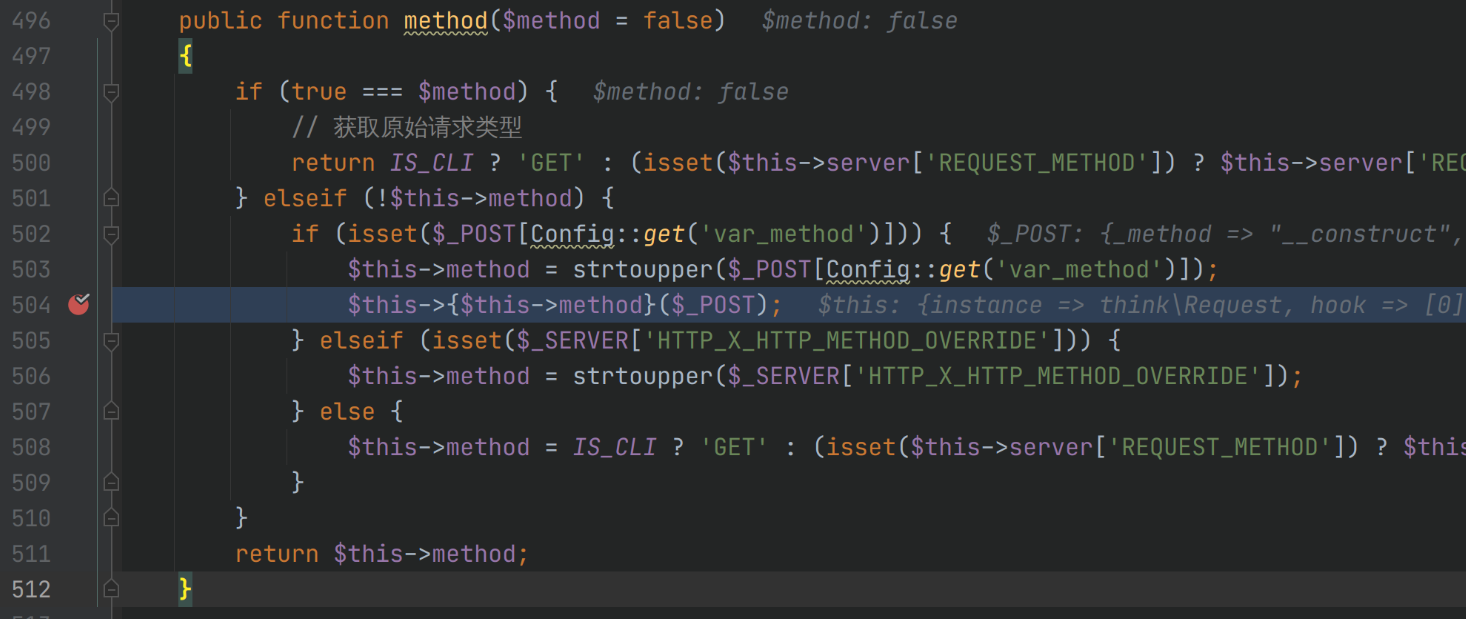 496 public function method($method = false)   $method: false
497 {
498 if (true === $method) {   $method: false
499 // 获取原始请求类型
500 return IS_CLI ? 'GET' : (isset($this->server['REQUEST_METHOD']) ? $this->server['REQ
501 } elseif (!$this->method) {
502 if (isset($_POST[Config::get('var_method')])) {   $_POST: {_method => "__construct",
503 $this->method = strtoupper($_POST[Config::get('var_method')]);
504 $this->{$this->method}($_POST);   $this: {instance => think\Request, hook => [0]
505 } elseif (isset($_SERVER['HTTP_X_HTTP_METHOD_OVERRIDE'])) {
506 $this->method = strtoupper($_SERVER['HTTP_X_HTTP_METHOD_OVERRIDE']);
507 } else {
508 $this->method = IS_CLI ? 'GET' : (isset($this->server['REQUEST_METHOD']) ? $this
509 }
510 }
511 return $this->method;
512 }